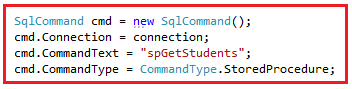 SqlCommand cmd = new SqlCommand();
cmd.Connection = connection;
cmd.CommandText = "spGetStudents";
cmd.CommandType = CommandType.StoredProcedure;